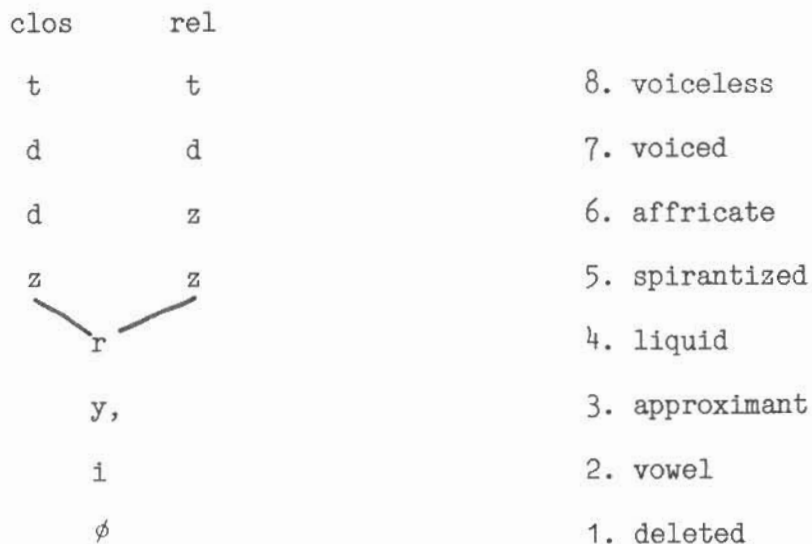 clos rel
t t 8. voiceless
d d 7. voiced
d z 6. affricate
z z 5. spirantized
r 4. liquid
y, 3. approximant
i 2. vowel
ø 1. deleted